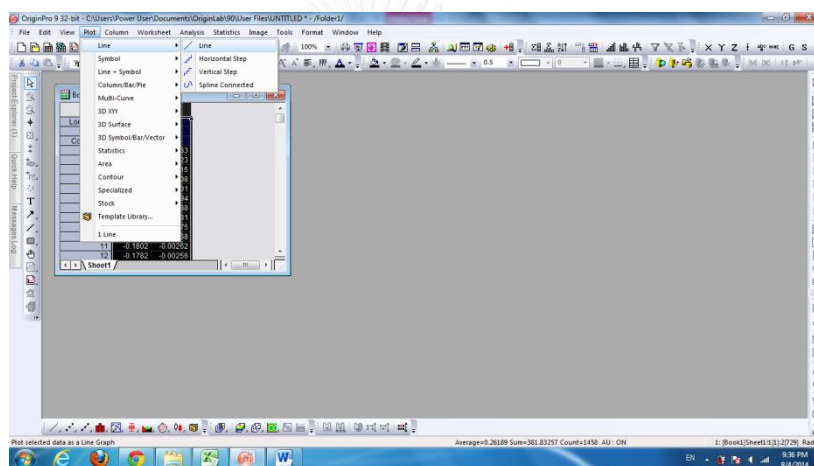 OriginPro 9 32-bit - C:\Users\Power User\Documents\OriginLab\90\User Files\UNTITLED * - /Folder1/
File Edit View Plot Column Worksheet Analysis Statistics Image Tools Format Window Help
100%
X Y Z
G S
0.5
0
Line
Symbol
Line + Symbol
Column/Bar/Pie
Multi-Curve
3D XYY
3D Surface
3D Symbol/Bar/Vector
Statistics
Area
Contour
Specialized
Stock
Template Library...
1 Line
Line
Horizontal Step
Vertical Step
Spline Connected
Project Explorer (1)
Quick Help
Messages Log
11 -0.1802 -0.00262
12 -0.1782 -0.00256
Sheet1
Plot selected data as a Line Graph
Average=0.26189 Sum=381.83257 Count=1458 AU : ON
1: [Book1]Sheet1!1[1]:2[729] Rad
EN
9:36 PM
8/4/2014